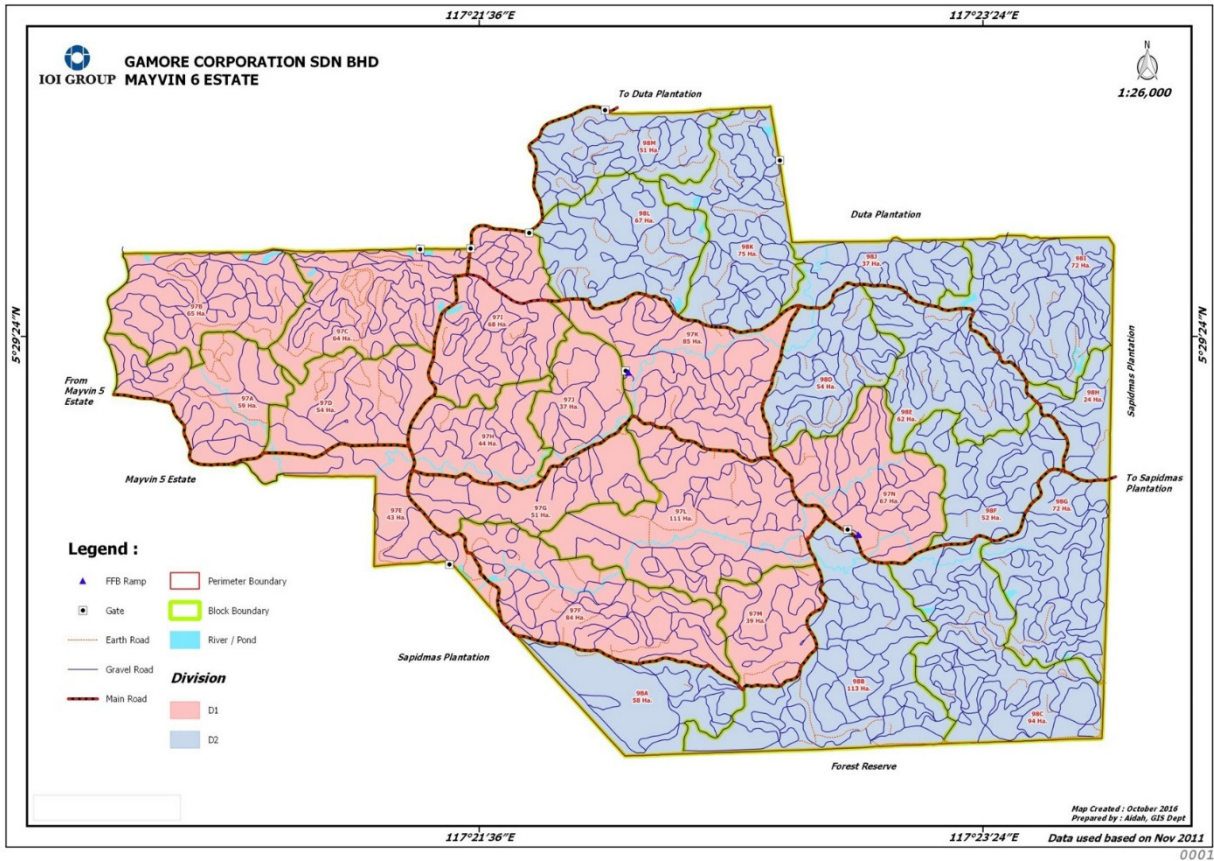 117°21'36"E
117°23'24"E
IOI GROUP
GAMORE CORPORATION SDN BHD
MAYVIN 6 ESTATE
N
1:26,000
To Duta Plantation
98M
51 Ha.
98L
67 Ha.
Duta Plantation
98K
75 Ha.
98J
37 Ha.
98I
72 Ha.
97B
65 Ha.
97I
68 Ha.
97C
64 Ha.
97K
85 Ha.
5°29'24"N
5°29'24"N
From
Mayvin 5
Estate
97A
59 Ha.
97D
54 Ha.
97J
37 Ha.
98D
54 Ha.
98H
24 Ha.
Sapidmas Plantation
98E
62 Ha.
97H
44 Ha.
Mayvin 5 Estate
To Sapidmas
Plantation
97E
43 Ha.
97G
51 Ha.
97L
111 Ha.
97N
67 Ha.
98F
52 Ha.
98G
72 Ha.
Legend :
FFB Ramp
Perimeter Boundary
Gate
Block Boundary
Earth Road
River / Pond
Gravel Road
Main Road
Division
D1
D2
97F
84 Ha.
97M
39 Ha.
Sapidmas Plantation
98A
58 Ha.
98B
113 Ha.
98C
94 Ha.
Forest Reserve
Map Created : October 2016
Prepared by : Aidah, GIS Dept
117°21'36"E
117°23'24"E
Data used based on Nov 2011
0001